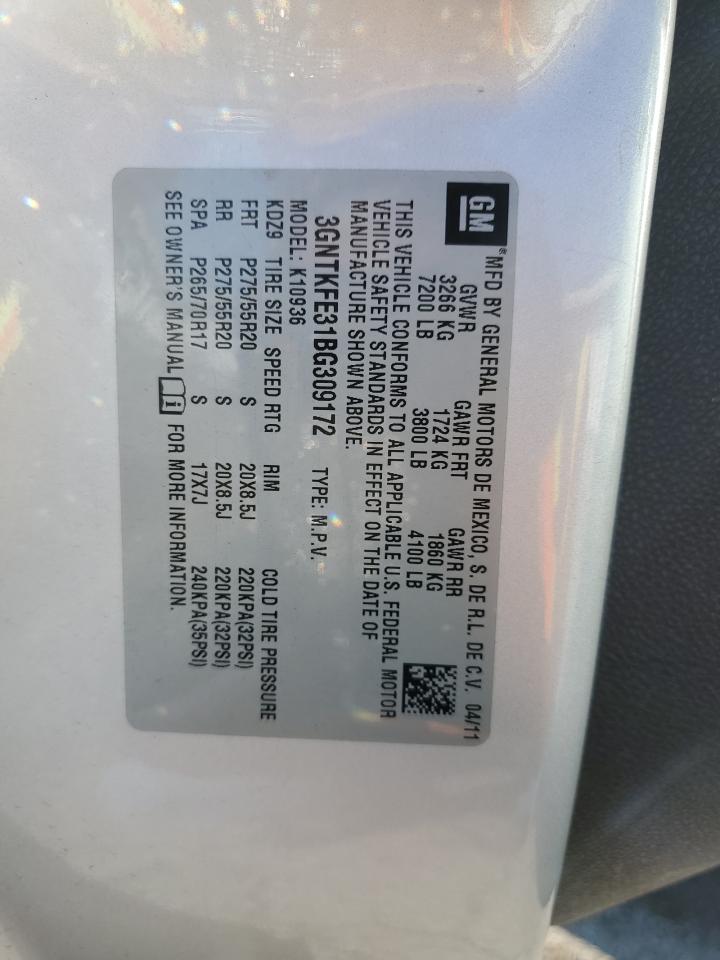 GM
*MFD BY GENERAL MOTORS DE MEXICO, S. DE R.L. DE C.V. 04/11
GVWR GAWR FRT GAWR RR
3266 KG 1724 KG 1860 KG
7200 LB 3800 LB 4100 LB
THIS VEHICLE CONFORMS TO ALL APPLICABLE U.S. FEDERAL MOTOR
VEHICLE SAFETY STANDARDS IN EFFECT ON THE DATE OF
MANUFACTURE SHOWN ABOVE.
3GNTKFE31BG309172 TYPE: M.P.V.
MODEL: K10936
KDZ9 TIRE SIZE SPEED RTG RIM COLD TIRE PRESSURE
FRT P275/55R20 S 20X8.5J 220KPA(32PSI)
RR P275/55R20 S 20X8.5J 220KPA(32PSI)
SPA P265/70R17 S 17X7J 240KPA(35PSI)
SEE OWNER'S MANUAL i FOR MORE INFORMATION.